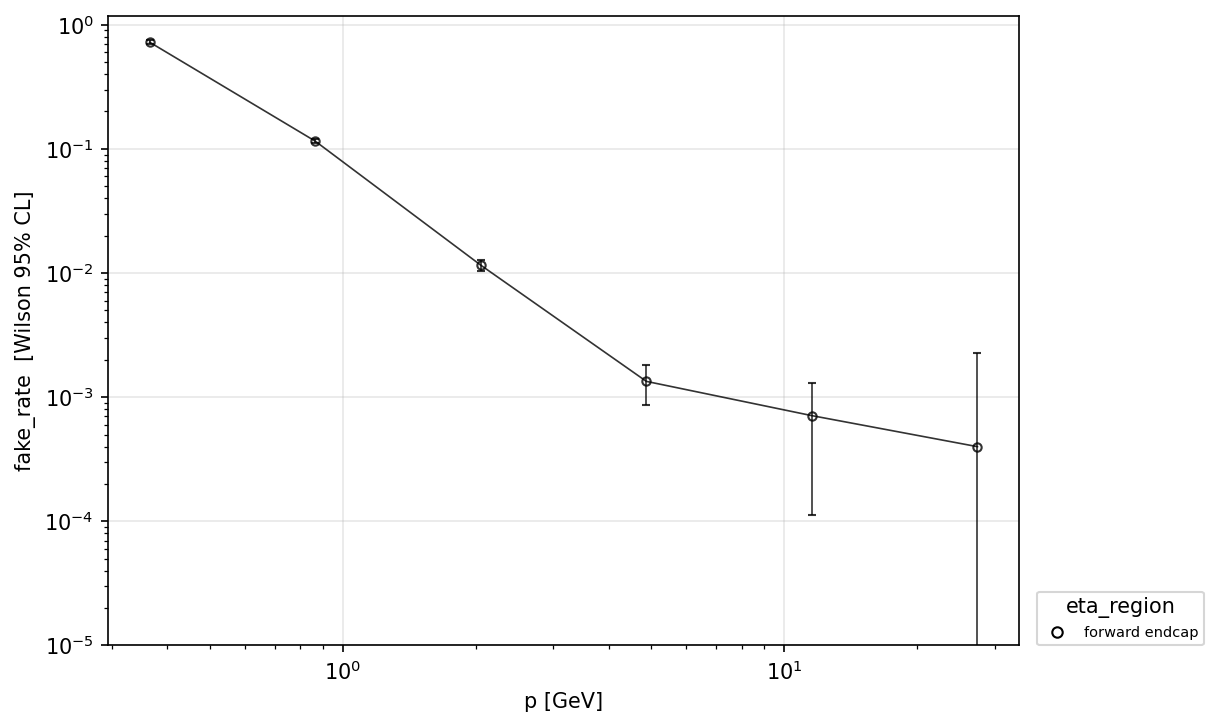 fake_rate  [Wilson 95% CL]
10⁰
10⁻¹
10⁻²
10⁻³
10⁻⁴
10⁻⁵
10⁰
10¹
p [GeV]
eta_region
forward endcap